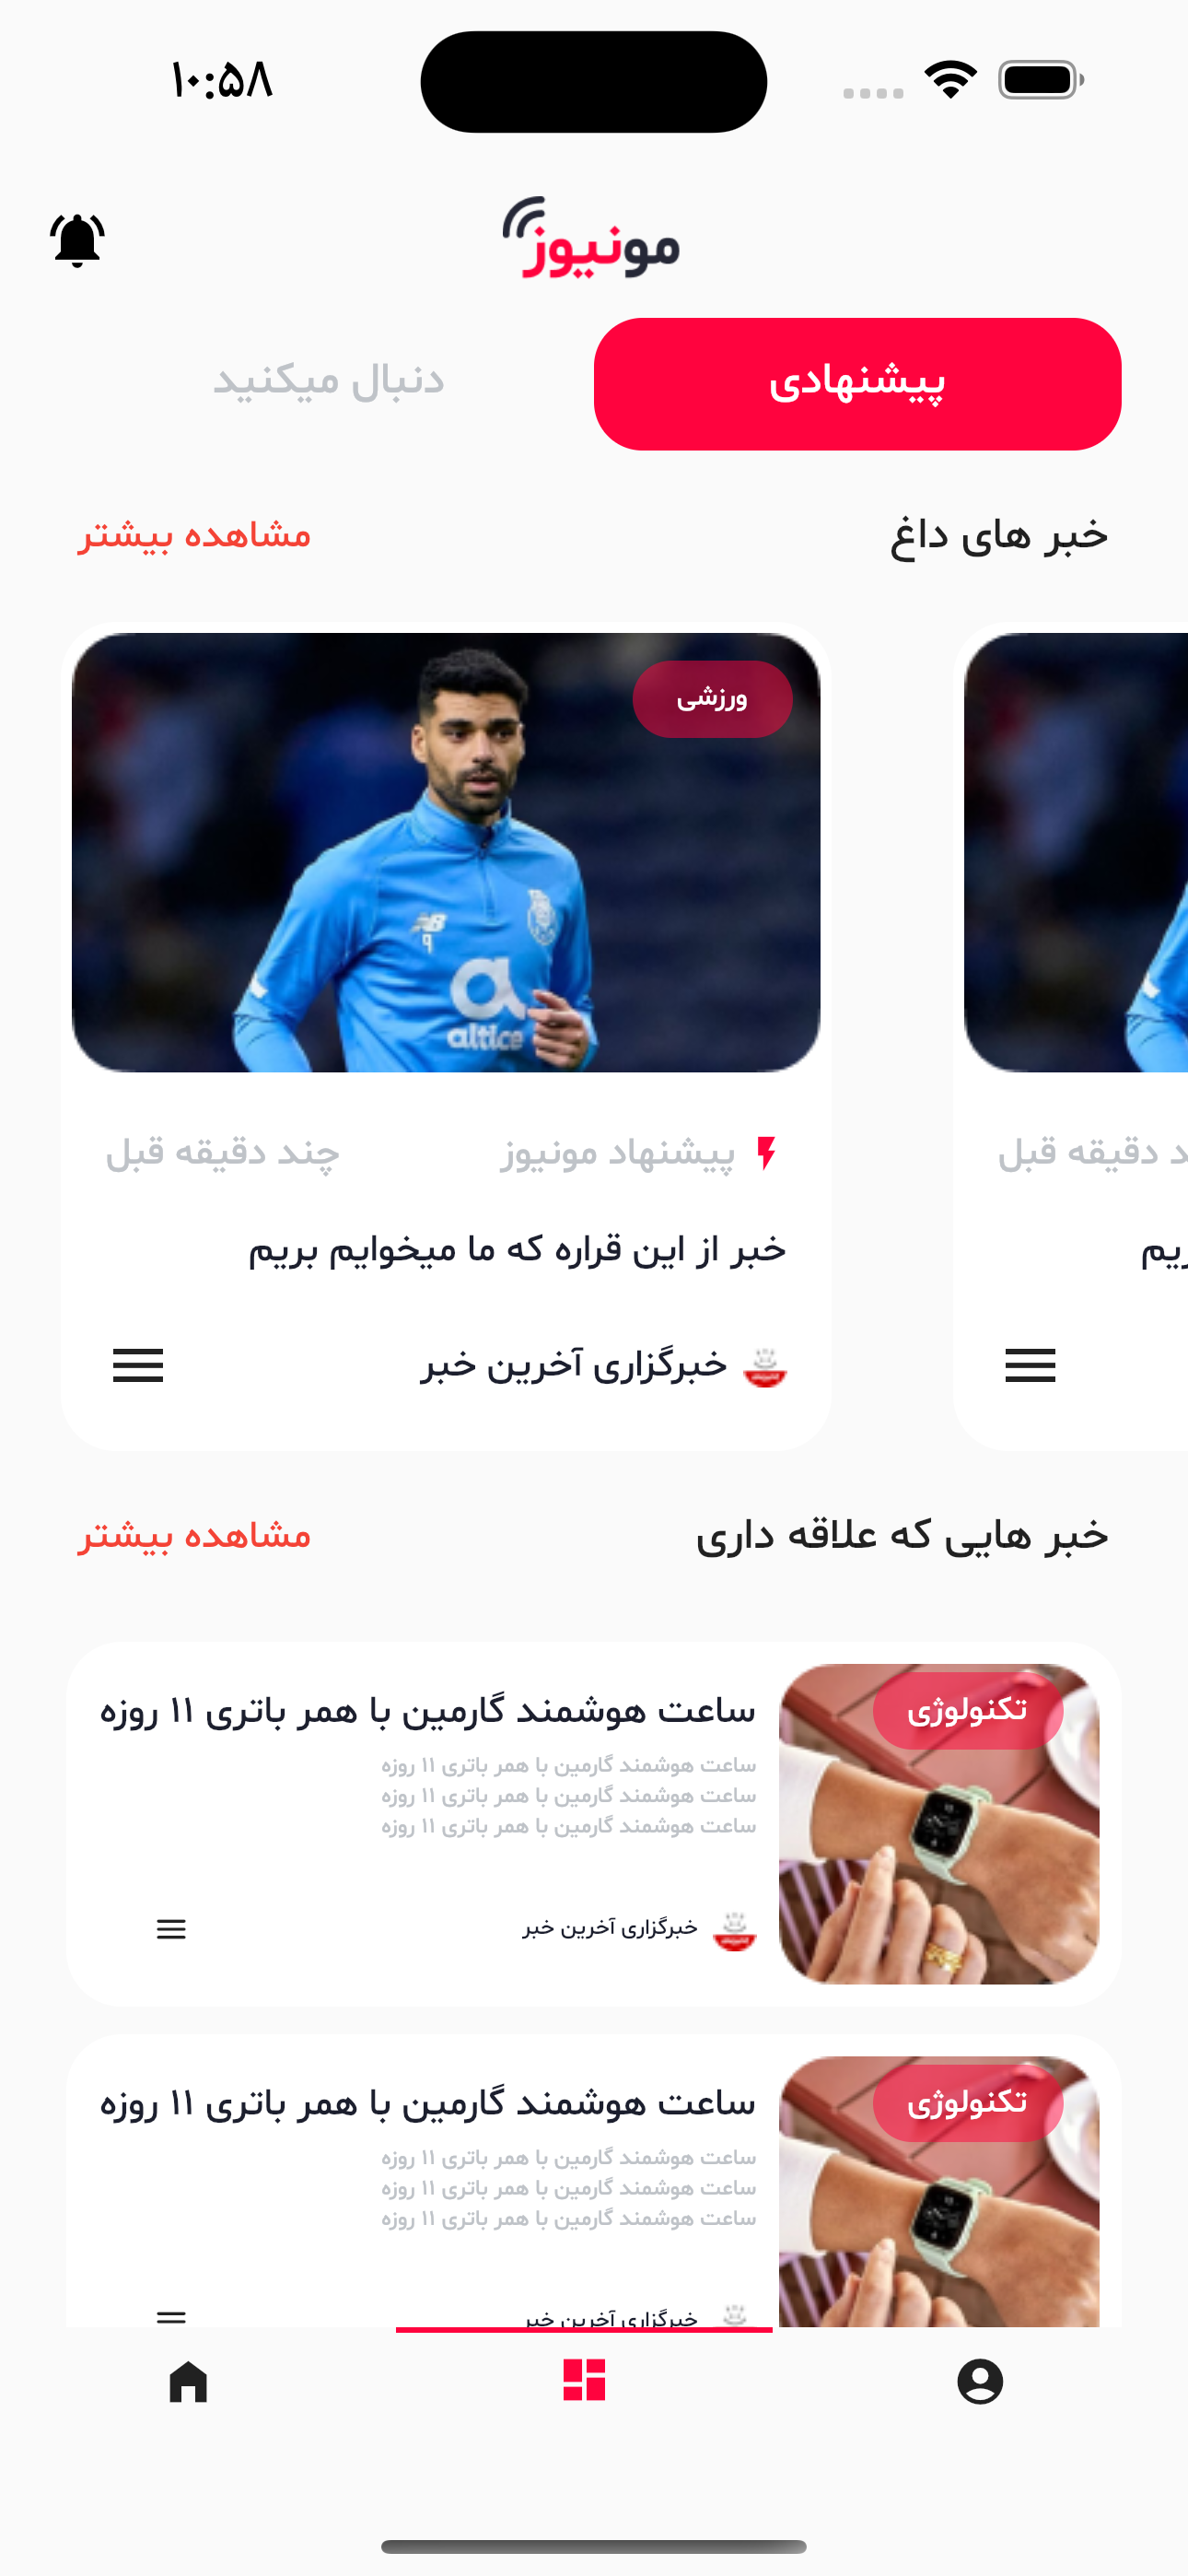 ۱۰:۵۸
مونیوز
پیشنهادی
دنبال میکنید
خبر های داغ
مشاهده بیشتر
ورزشی
9
altice
پیشنهاد مونیوز
چند دقیقه قبل
خبر از این قراره که ما میخوایم بریم
خبرگزاری آخرین خبر
د دقیقه قبل
ریم
خبر هایی که علاقه داری
مشاهده بیشتر
تکنولوژی
ساعت هوشمند گارمین با همر باتری ۱۱ روزه
ساعت هوشمند گارمین با همر باتری ۱۱ روزه
ساعت هوشمند گارمین با همر باتری ۱۱ روزه
ساعت هوشمند گارمین با همر باتری ۱۱ روزه
خبرگزاری آخرین خبر
تکنولوژی
ساعت هوشمند گارمین با همر باتری ۱۱ روزه
ساعت هوشمند گارمین با همر باتری ۱۱ روزه
ساعت هوشمند گارمین با همر باتری ۱۱ روزه
ساعت هوشمند گارمین با همر باتری ۱۱ روزه
خبرگزاری آخرین خبر